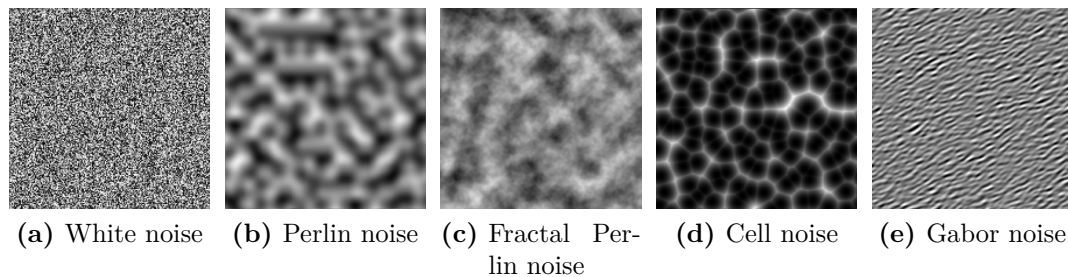 (a) White noise
(b) Perlin noise
(c) Fractal Per-
lin noise
(d) Cell noise
(e) Gabor noise